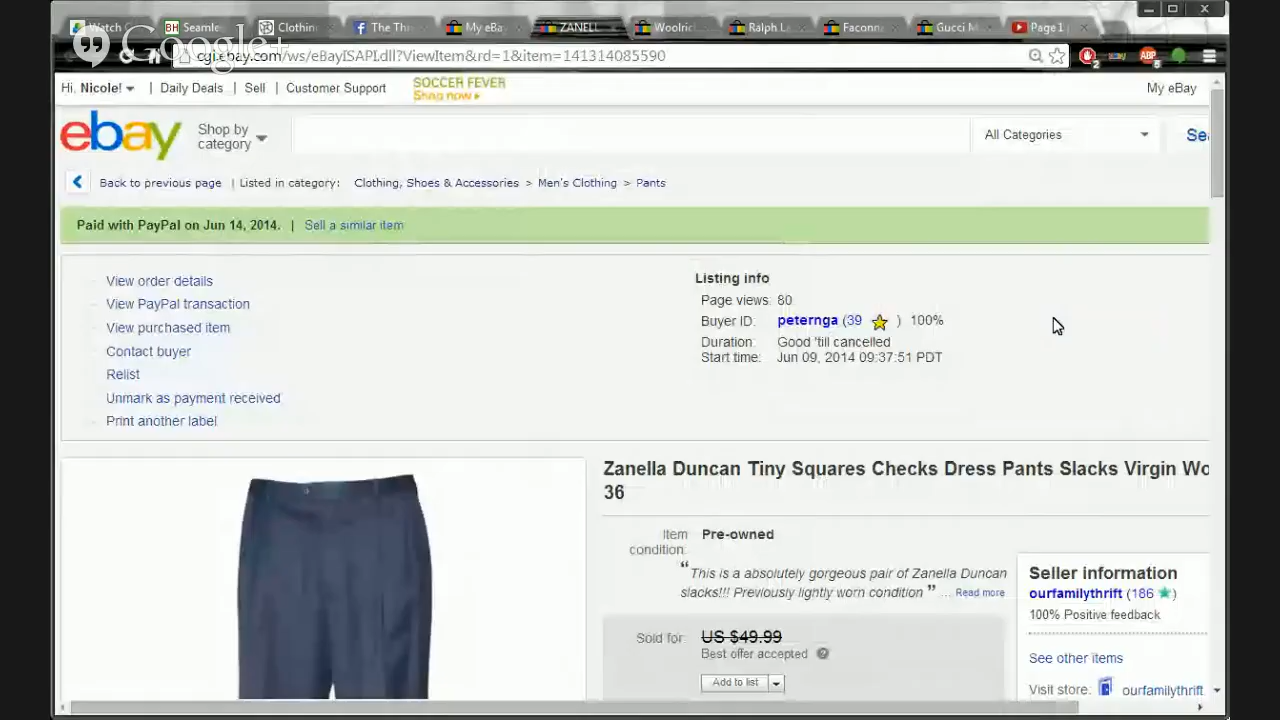 Watch C
Seamle
Clothin
The Th
My eBa
ZANELL
Woolric
Ralph L
Faconn
Gucci M
Page 1
Google+
cgi.ebay.com/ws/eBayISAPI.dll?ViewItem&rd=1&item=141314085590
Hi, Nicole! | Daily Deals | Sell | Customer Support
SOCCER FEVER
Shop now
My eBay
ebay
Shop by
category
All Categories
Sea
Back to previous page | Listed in category: Clothing, Shoes & Accessories > Men's Clothing > Pants
Paid with PayPal on Jun 14, 2014. | Sell a similar item
View order details
View PayPal transaction
View purchased item
Contact buyer
Relist
Unmark as payment received
Print another label
Listing info
Page views: 80
Buyer ID: peternga (39 ) 100%
Duration: Good 'till cancelled
Start time: Jun 09, 2014 09:37:51 PDT
Zanella Duncan Tiny Squares Checks Dress Pants Slacks Virgin Wo
36
Item
condition:
Pre-owned
"This is a absolutely gorgeous pair of Zanella Duncan
slacks!!! Previously lightly worn condition " ... Read more
Sold for: US $49.99
Best offer accepted
Add to list
Seller information
ourfamilythrift (186 )
100% Positive feedback
See other items
Visit store: ourfamilythrift